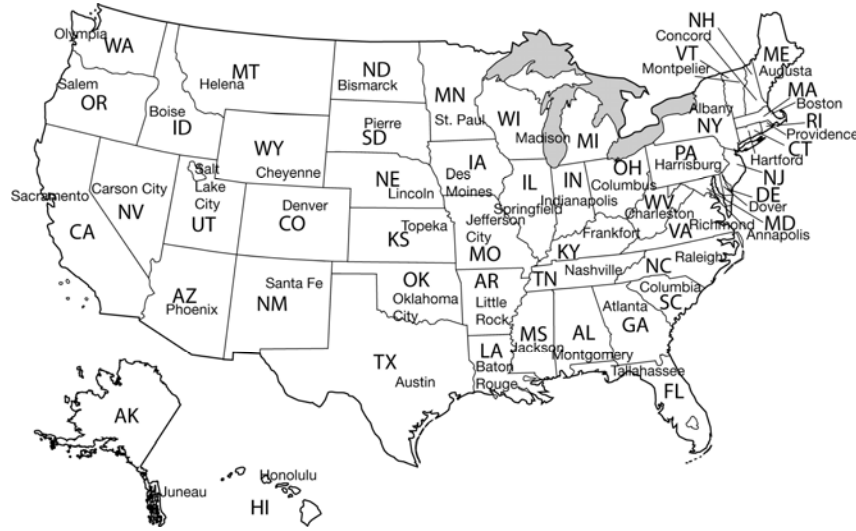 NH
Concord
VT
Montpelier
ME
Augusta
Olympia
WA
MT
Helena
ND
Bismarck
MN
St. Paul
WI
Madison
MI
Albany
NY
MA
Boston
RI
Providence
CT
Hartford
NJ
DE
Dover
MD
Annapolis
Salem
OR
Boise
ID
WY
Cheyenne
Pierre
SD
IA
Des
Moines
NE
Lincoln
IL
Springfield
IN
Indianapolis
OH
Columbus
PA
Harrisburg
WV
Charleston
VA
Richmond
Sacramento
CA
Carson City
NV
Salt
Lake
City
UT
Denver
CO
Topeka
KS
Jefferson
City
MO
Frankfort
KY
TN
Nashville
NC
Raleigh
Columbia
SC
AZ
Phoenix
Santa Fe
NM
OK
Oklahoma
City
AR
Little
Rock
MS
Jackson
AL
Montgomery
Atlanta
GA
TX
Austin
LA
Baton
Rouge
Tallahassee
FL
AK
Juneau
Honolulu
HI